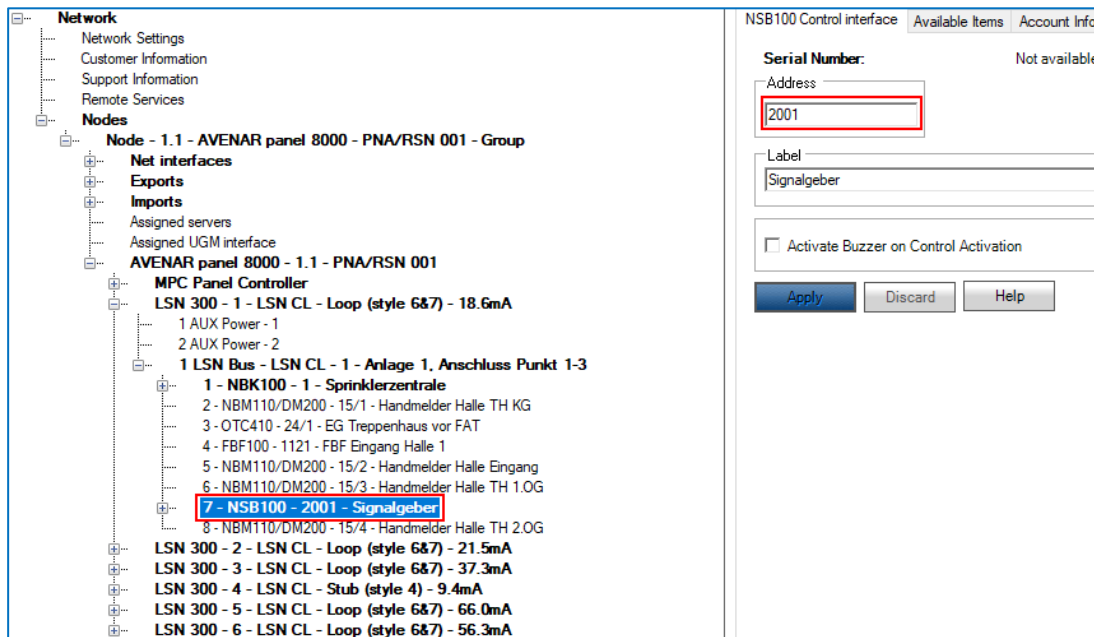 Network
Network Settings
Customer Information
Support Information
Remote Services
Nodes
Node - 1.1 - AVENAR panel 8000 - PNA/RSN 001 - Group
Net interfaces
Exports
Imports
Assigned servers
Assigned UGM interface
AVENAR panel 8000 - 1.1 - PNA/RSN 001
MPC Panel Controller
LSN 300 - 1 - LSN CL - Loop (style 6&7) - 18.6mA
1 AUX Power - 1
2 AUX Power - 2
1 LSN Bus - LSN CL - 1 - Anlage 1, Anschluss Punkt 1-3
1 - NBK100 - 1 - Sprinklerzentrale
2 - NBM110/DM200 - 15/1 - Handmelder Halle TH KG
3 - OTC410 - 24/1 - EG Treppenhaus vor FAT
4 - FBF100 - 1121 - FBF Eingang Halle 1
5 - NBM110/DM200 - 15/2 - Handmelder Halle Eingang
6 - NBM110/DM200 - 15/3 - Handmelder Halle TH 1.OG
7 - NSB100 - 2001 - Signalgeber
8 - NBM110/DM200 - 15/4 - Handmelder Halle TH 2.OG
LSN 300 - 2 - LSN CL - Loop (style 6&7) - 21.5mA
LSN 300 - 3 - LSN CL - Loop (style 6&7) - 37.3mA
LSN 300 - 4 - LSN CL - Stub (style 4) - 9.4mA
LSN 300 - 5 - LSN CL - Loop (style 6&7) - 66.0mA
LSN 300 - 6 - LSN CL - Loop (style 6&7) - 56.3mA
NSB100 Control interface Available Items Account Info
Serial Number: Not available
Address
2001
Label
Signalgeber
Activate Buzzer on Control Activation
Apply Discard Help